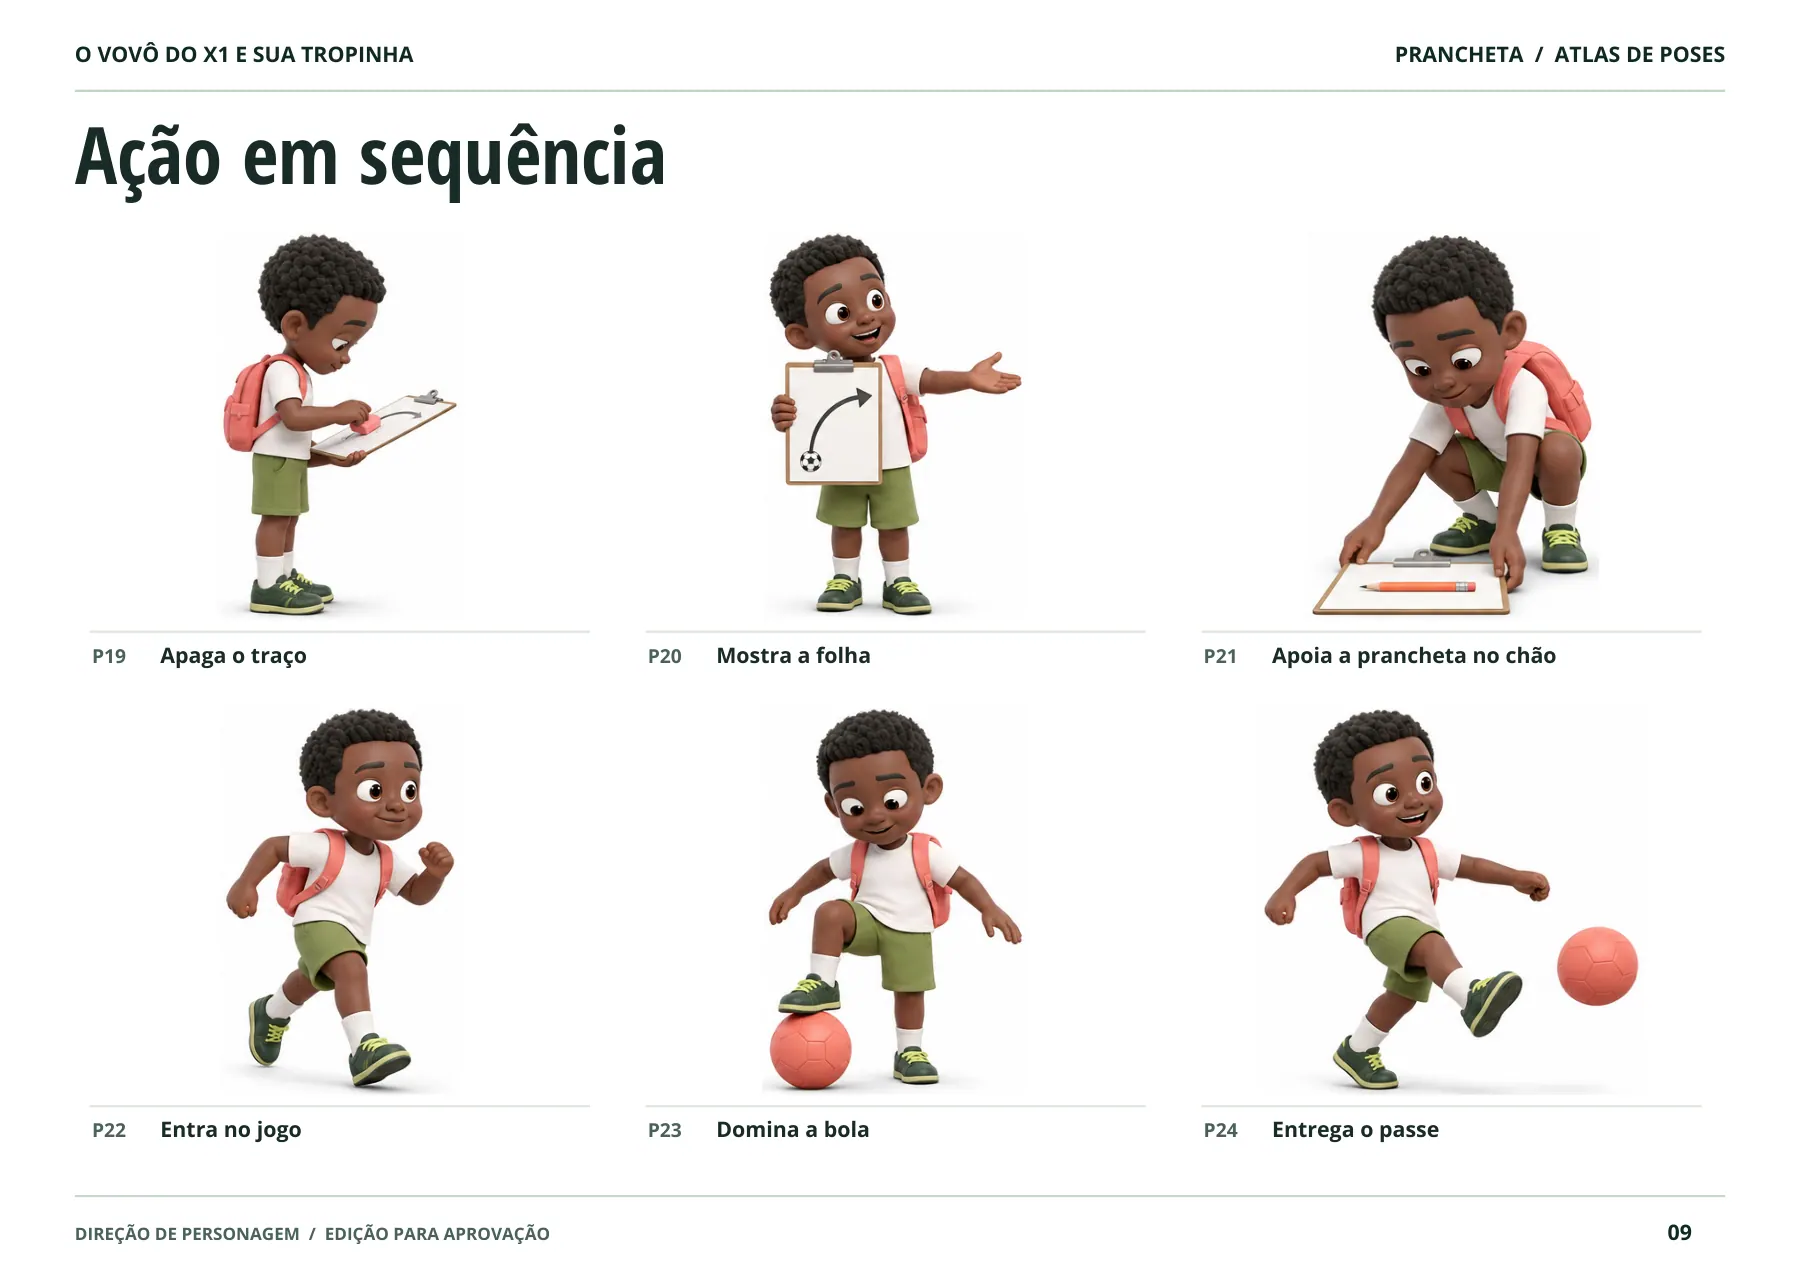 O VOVÔ DO X1 E SUA TROPINHA
PRANCHETA / ATLAS DE POSES
Ação em sequência
P19 Apaga o traço
P20 Mostra a folha
P21 Apoia a prancheta no chão
P22 Entra no jogo
P23 Domina a bola
P24 Entrega o passe
DIREÇÃO DE PERSONAGEM / EDIÇÃO PARA APROVAÇÃO
09